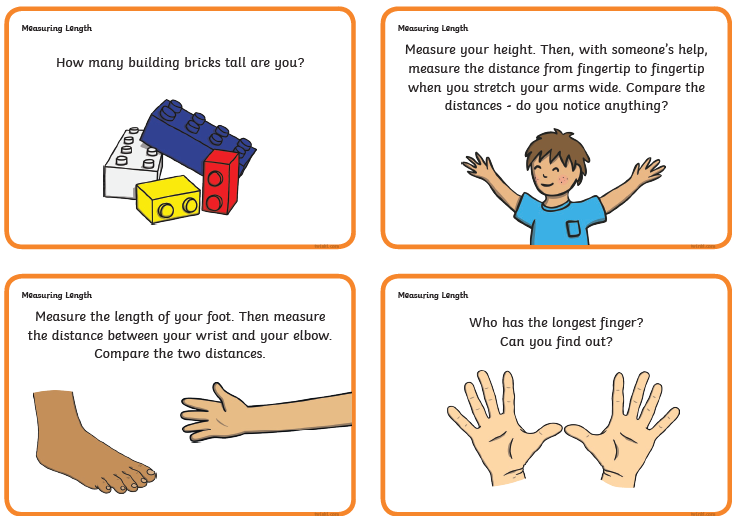 Measuring Length
How many building bricks tall are you?
Measuring Length
Measure your height. Then, with someone's help,
measure the distance from fingertip to fingertip
when you stretch your arms wide. Compare the
distances - do you notice anything?
Measuring Length
Measure the length of your foot. Then measure
the distance between your wrist and your elbow.
Compare the two distances.
Measuring Length
Who has the longest finger?
Can you find out?